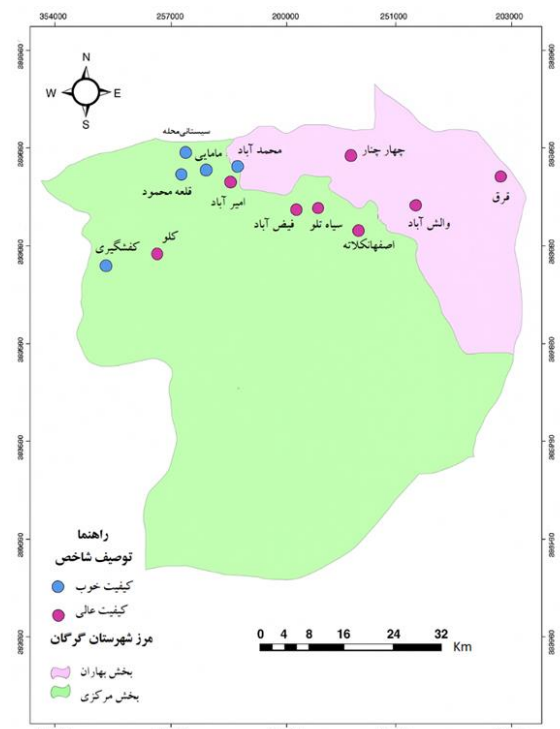 354000 257000 200000 251000 203000
N
W E
S
سیستانی‌محله
مامایی
محمد آباد
چهار چنار
قلعه محمود
امیر آباد
قرق
والش آباد
فیض آباد
سیاه تلو
اصفهانکلاته
کلو
کفشگیری
راهنما
توصیف شاخص
کیفیت خوب
کیفیت عالی
مرز شهرستان گرگان
بخش بهاران
بخش مرکزی
0 4 8 16 24 32
Km